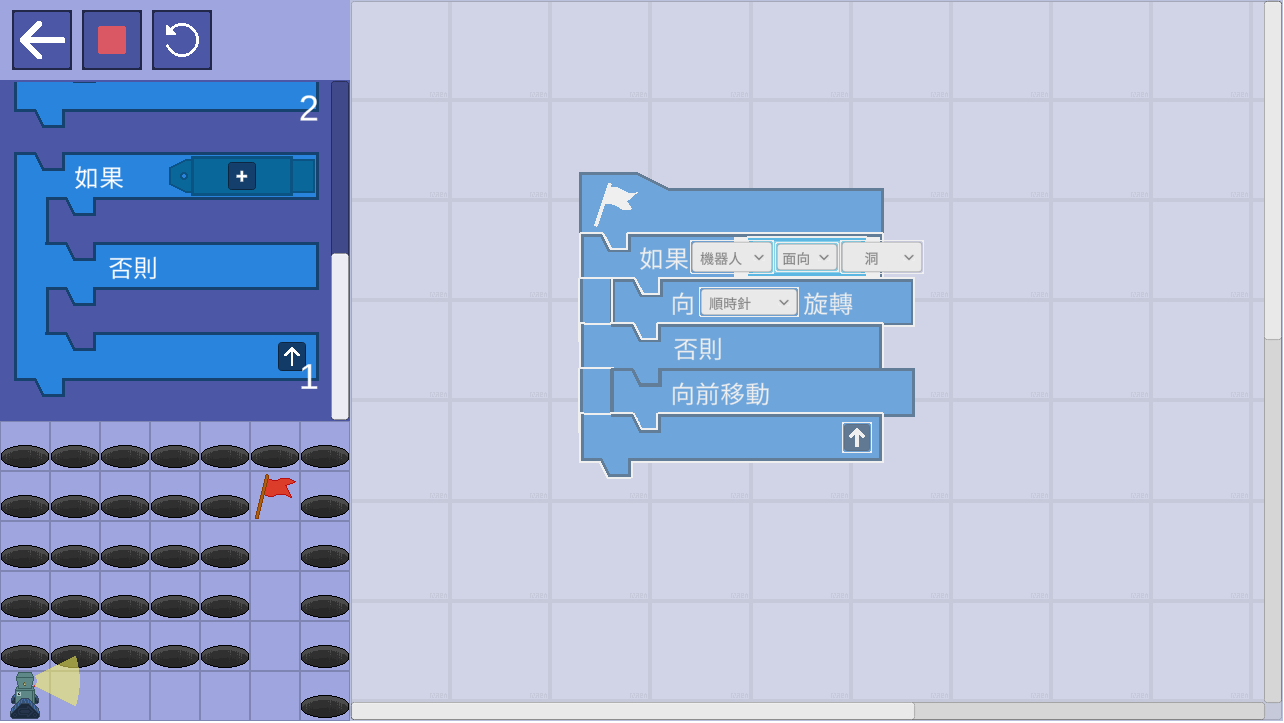 2
如果 +
否則
1
如果 機器人 面向 洞
向 順時針 旋轉
否則
向前移動